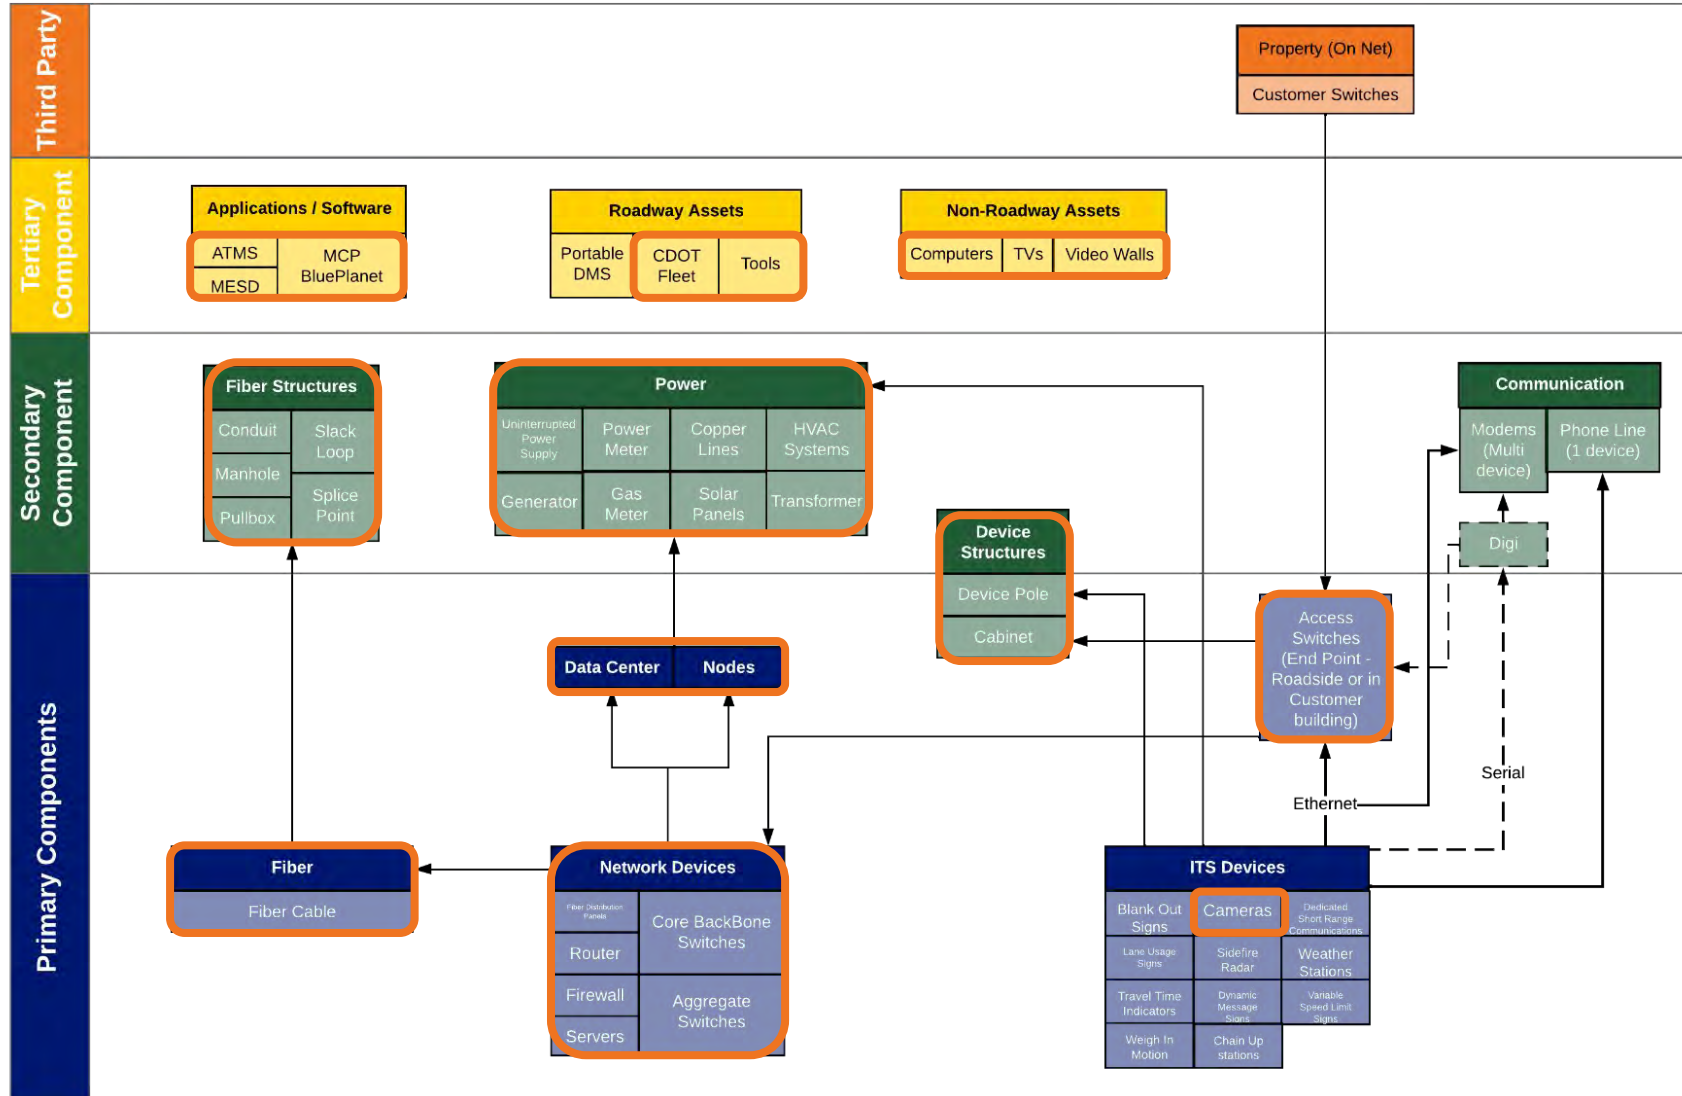 Third Party
Property (On Net)
Customer Switches
Tertiary
Component
Applications / Software
ATMS
MESD
MCP
BluePlanet
Roadway Assets
Portable
DMS
CDOT
Fleet
Tools
Non-Roadway Assets
Computers
TVs
Video Walls
Secondary
Component
Fiber Structures
Conduit
Manhole
Pullbox
Slack
Loop
Splice
Point
Power
Uninterrupted
Power
Supply
Power
Meter
Copper
Lines
HVAC
Systems
Generator
Gas
Meter
Solar
Panels
Transformer
Device
Structures
Device Pole
Cabinet
Communication
Modems
(Multi
device)
Phone Line
(1 device)
Digi
Primary Components
Data Center
Nodes
Access
Switches
(End Point -
Roadside or in
Customer
building)
Serial
Ethernet
Fiber
Fiber Cable
Network Devices
Fiber Distribution
Panels
Router
Firewall
Servers
Core BackBone
Switches
Aggregate
Switches
ITS Devices
Blank Out
Signs
Cameras
Dedicated
Short Range
Communications
Lane Usage
Signs
Sidefire
Radar
Weather
Stations
Travel Time
Indicators
Dynamic
Message
Signs
Variable
Speed Limit
Signs
Weigh In
Motion
Chain Up
stations